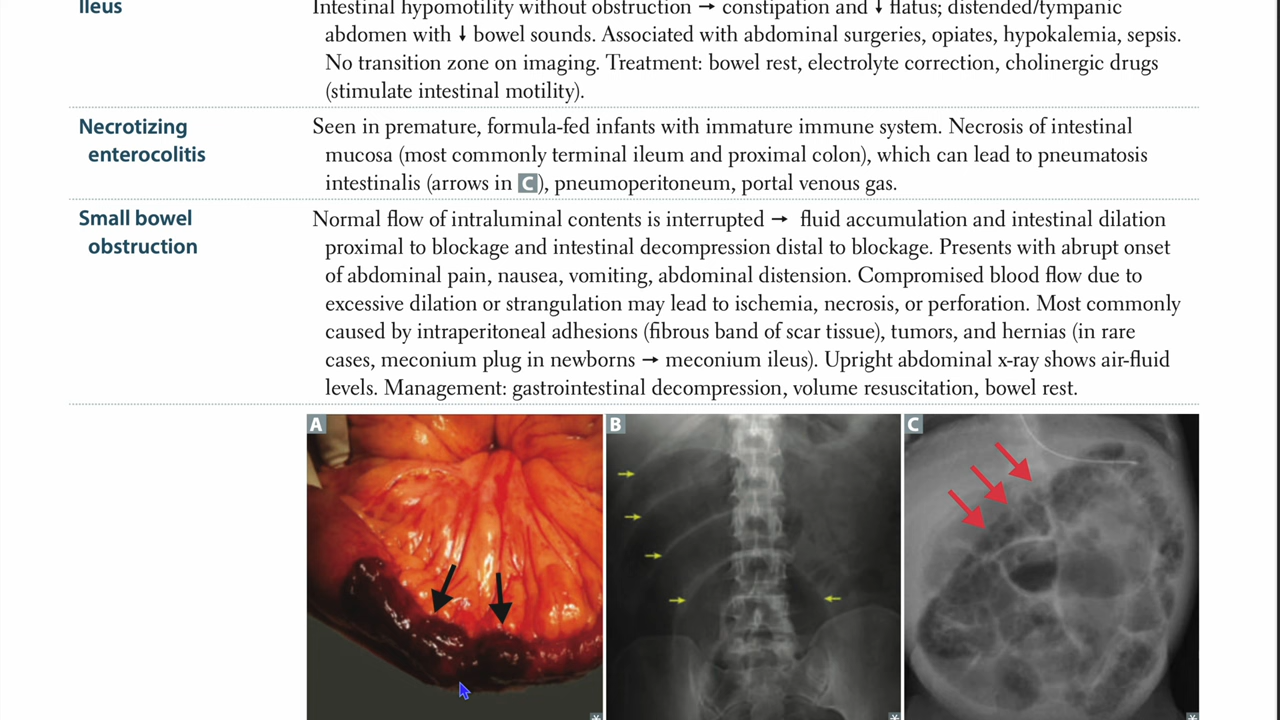 Ileus
Intestinal hypomotility without obstruction → constipation and ↓ flatus; distended/tympanic
abdomen with ↓ bowel sounds. Associated with abdominal surgeries, opiates, hypokalemia, sepsis.
No transition zone on imaging. Treatment: bowel rest, electrolyte correction, cholinergic drugs
(stimulate intestinal motility).
Necrotizing
enterocolitis
Seen in premature, formula-fed infants with immature immune system. Necrosis of intestinal
mucosa (most commonly terminal ileum and proximal colon), which can lead to pneumatosis
intestinalis (arrows in C), pneumoperitoneum, portal venous gas.
Small bowel
obstruction
Normal flow of intraluminal contents is interrupted → fluid accumulation and intestinal dilation
proximal to blockage and intestinal decompression distal to blockage. Presents with abrupt onset
of abdominal pain, nausea, vomiting, abdominal distension. Compromised blood flow due to
excessive dilation or strangulation may lead to ischemia, necrosis, or perforation. Most commonly
caused by intraperitoneal adhesions (fibrous band of scar tissue), tumors, and hernias (in rare
cases, meconium plug in newborns → meconium ileus). Upright abdominal x-ray shows air-fluid
levels. Management: gastrointestinal decompression, volume resuscitation, bowel rest.
A
B
C